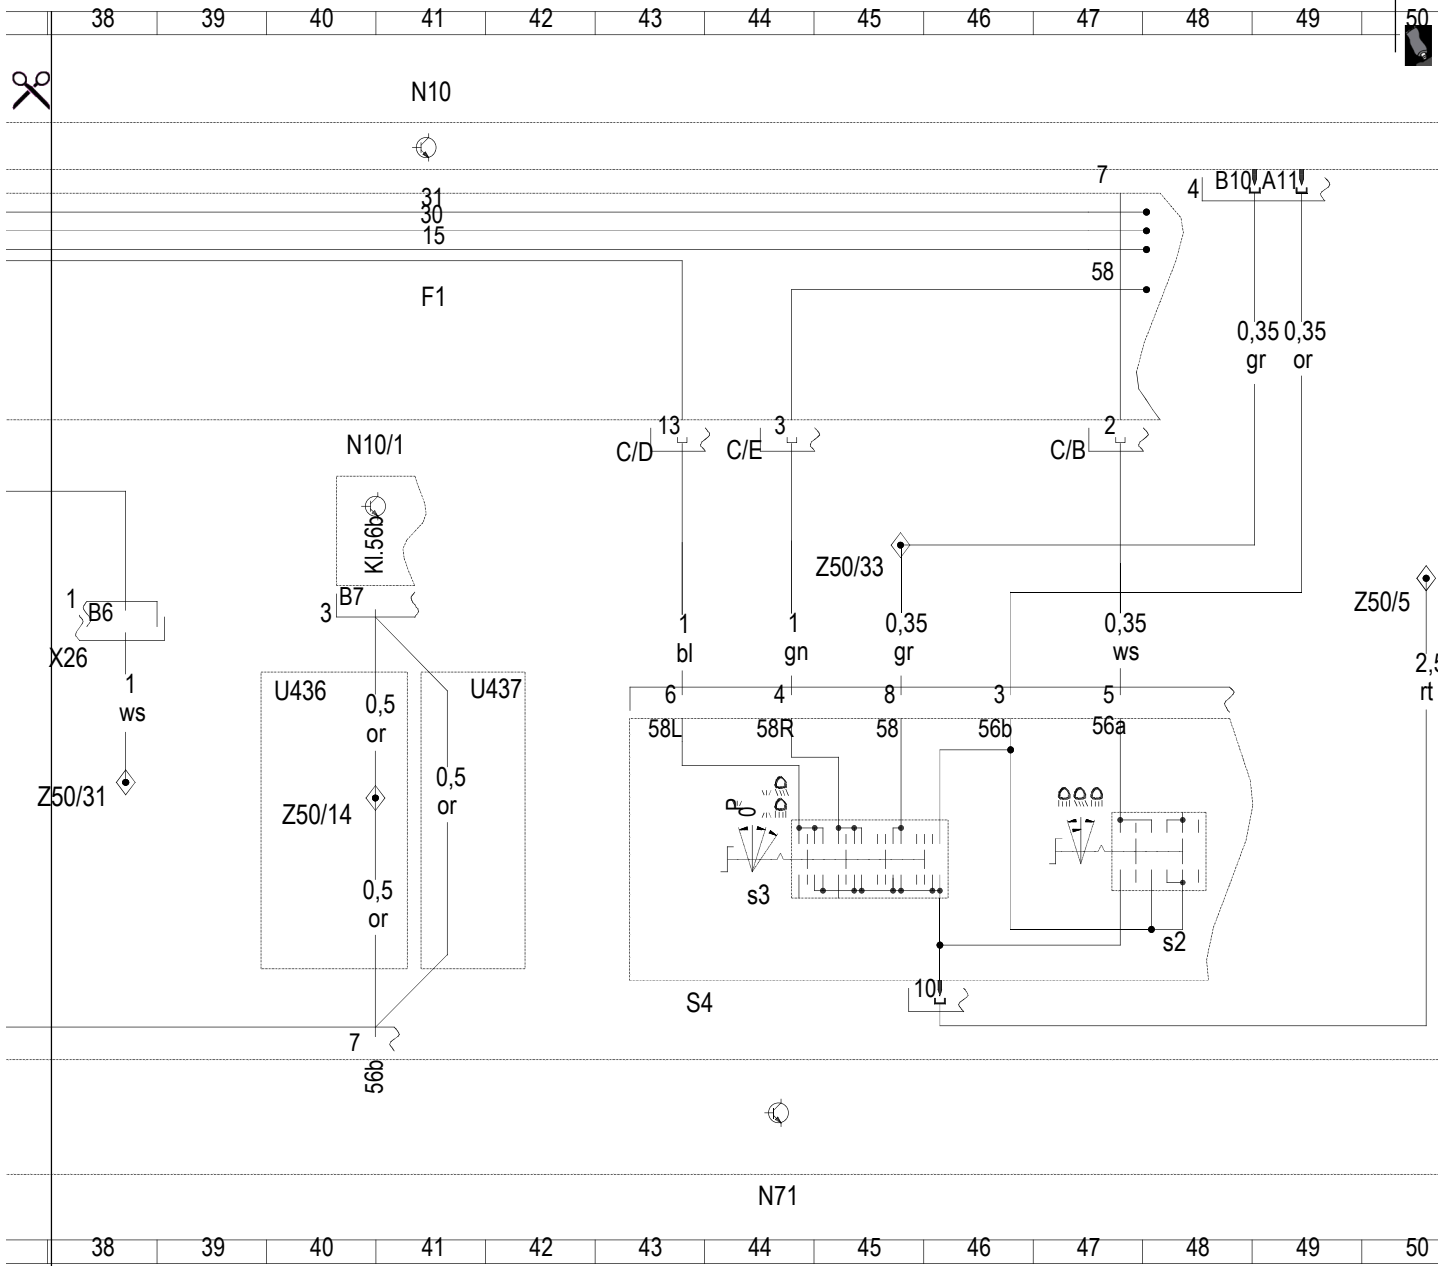 38 39 40 41 42 43 44 45 46 47 48 49 50
N10
7
4 B10 A11
31
30
15
58
F1
0,35 0,35
gr or
13 3 2
C/D C/E C/B
N10/1
Kl.56b
Z50/33
1 B6
B7
3
Z50/5
X26
1 1 0,35 0,35
bl gn gr ws
2,5
rt
1
ws
U436 U437
6 4 8 3 5
0,5
or
58L 58R 58 56b 56a
0,5
or
Z50/31
Z50/14
P
0
0,5
or
s3
s2
10
S4
7
56b
N71
38 39 40 41 42 43 44 45 46 47 48 49 50